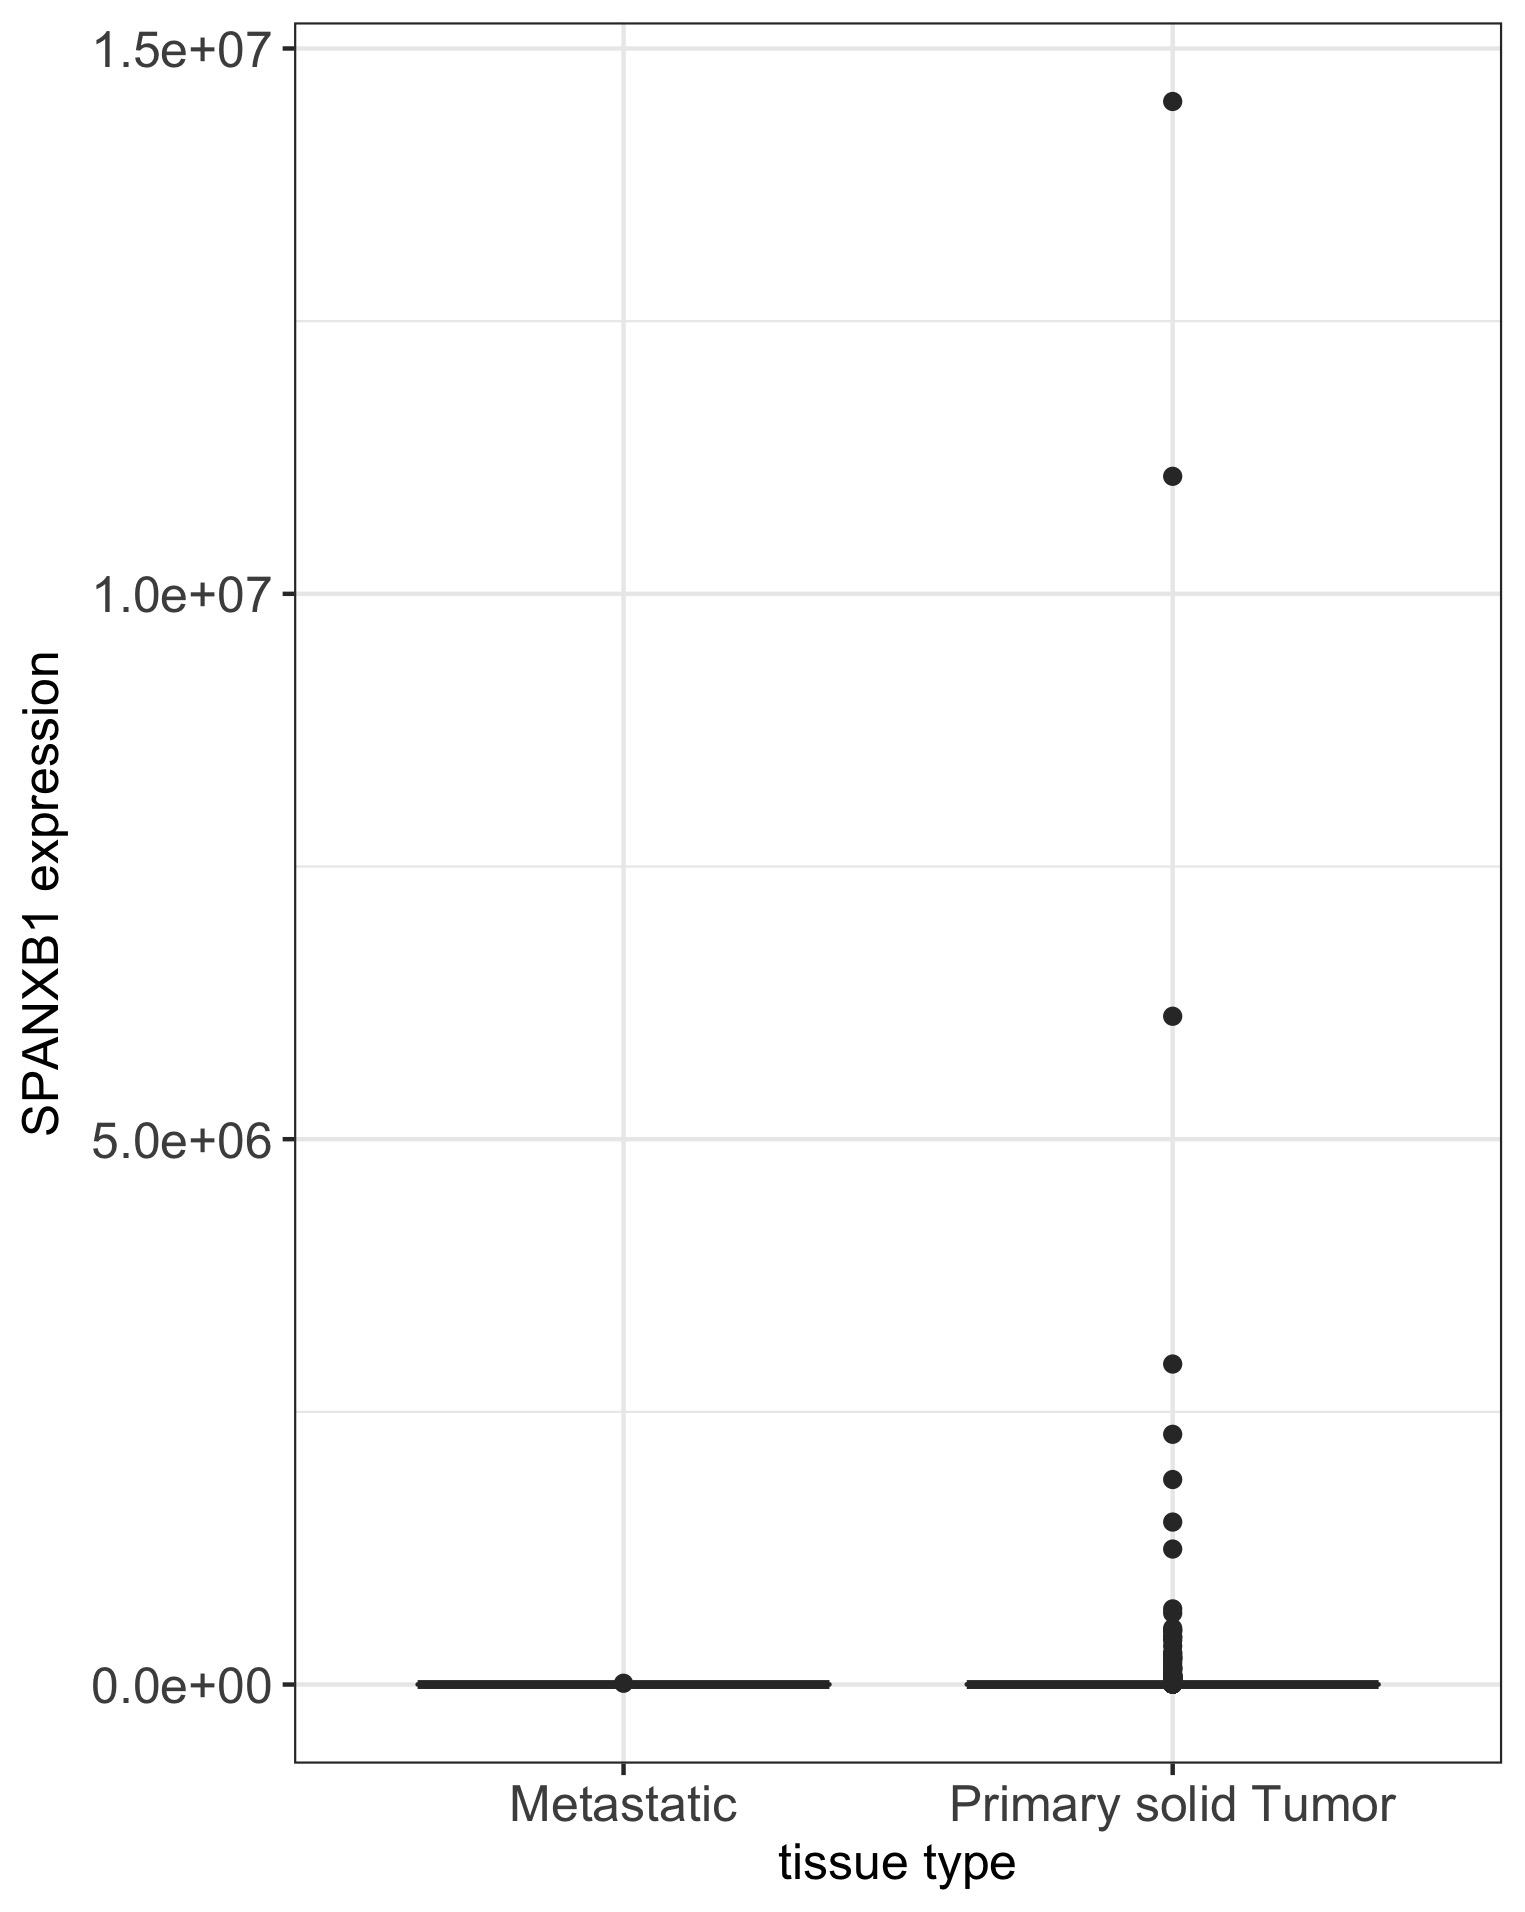 1.5e+07
1.0e+07
5.0e+06
0.0e+00
SPANXB1 expression
Metastatic
Primary solid Tumor
tissue type